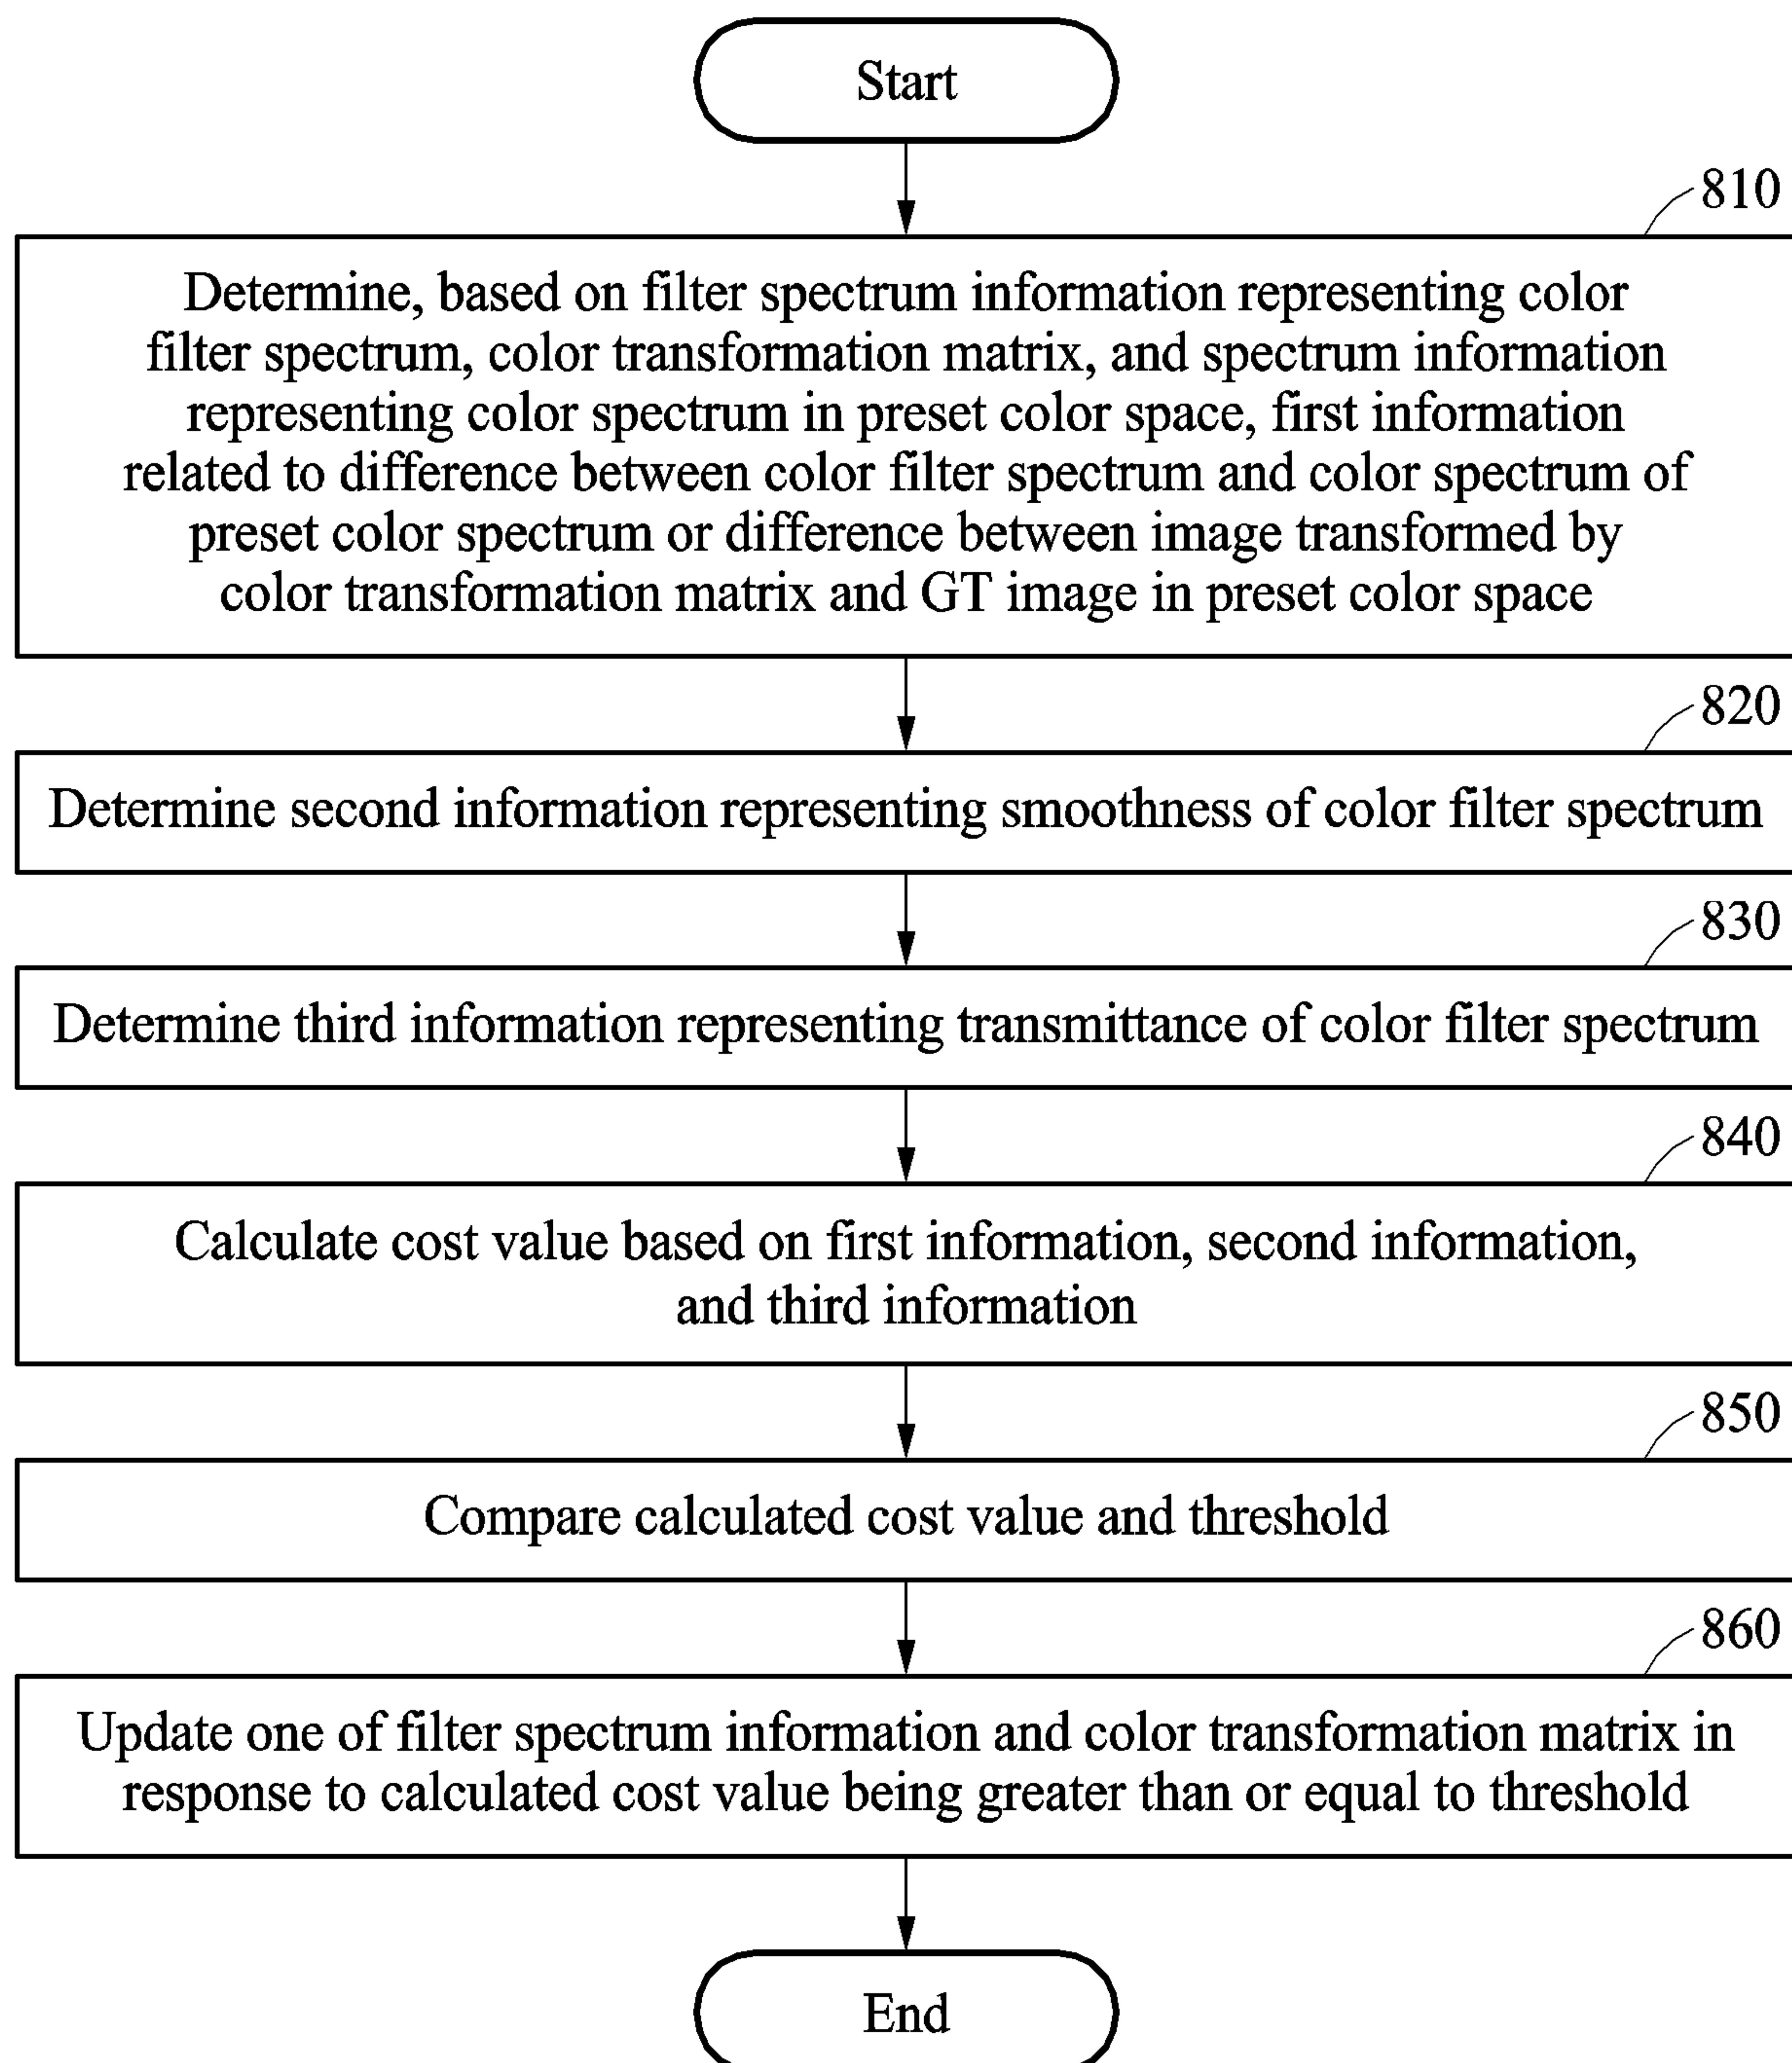 Start
810
Determine, based on filter spectrum information representing color
filter spectrum, color transformation matrix, and spectrum information
representing color spectrum in preset color space, first information
related to difference between color filter spectrum and color spectrum of
preset color spectrum or difference between image transformed by
color transformation matrix and GT image in preset color space
820
Determine second information representing smoothness of color filter spectrum
830
Determine third information representing transmittance of color filter spectrum
840
Calculate cost value based on first information, second information,
and third information
850
Compare calculated cost value and threshold
860
Update one of filter spectrum information and color transformation matrix in
response to calculated cost value being greater than or equal to threshold
End